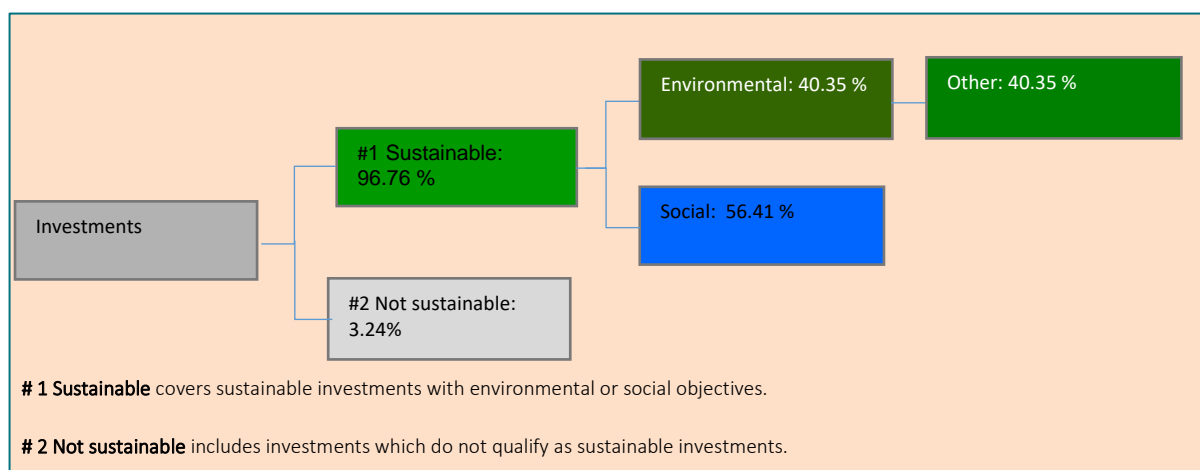 Environmental: 40.35 %
Other: 40.35 %
#1 Sustainable:
96.76 %
Social: 56.41 %
Investments
#2 Not sustainable:
3.24%
# 1 Sustainable covers sustainable investments with environmental or social objectives.
# 2 Not sustainable includes investments which do not qualify as sustainable investments.